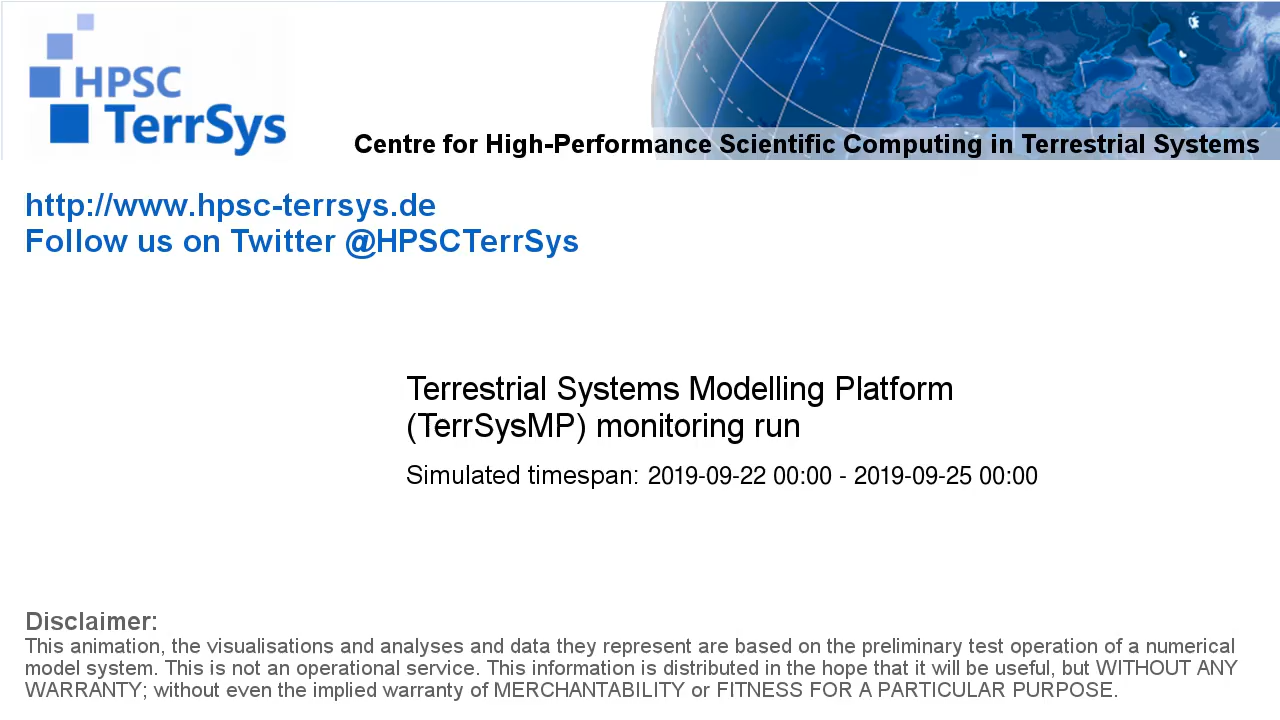 HPSC
TerrSys
Centre for High-Performance Scientific Computing in Terrestrial Systems
http://www.hpsc-terrsys.de
Follow us on Twitter @HPSCTerrSys
Terrestrial Systems Modelling Platform
(TerrSysMP) monitoring run
Simulated timespan: 2019-09-22 00:00 - 2019-09-25 00:00
Disclaimer:
This animation, the visualisations and analyses and data they represent are based on the preliminary test operation of a numerical
model system. This is not an operational service. This information is distributed in the hope that it will be useful, but WITHOUT ANY
WARRANTY; without even the implied warranty of MERCHANTABILITY or FITNESS FOR A PARTICULAR PURPOSE.